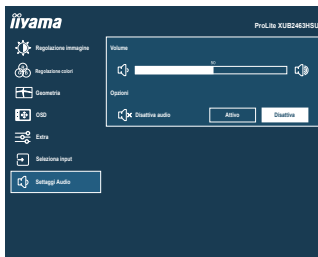 iiyama
ProLite XUB2463HSU
Regolazione immagine
Volume
50
Regolazione colori
Geometria
Opzioni
OSD
Disattiva audio
Attivo
Disattiva
Extra
Seleziona input
Settaggi Audio